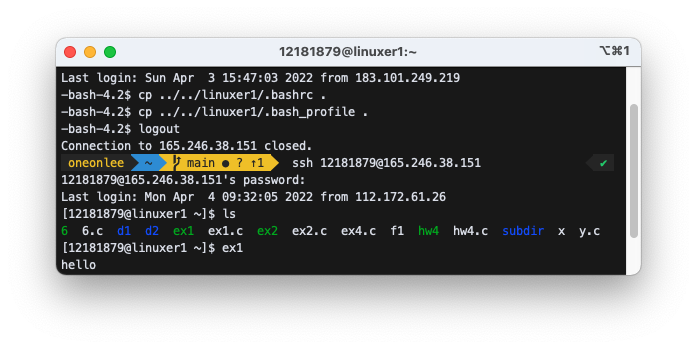 12181879@linuxer1:~ ⌥⌘1
Last login: Sun Apr  3 15:47:03 2022 from 183.101.249.219
-bash-4.2$ cp ../../linuxer1/.bashrc .
-bash-4.2$ cp ../../linuxer1/.bash_profile .
-bash-4.2$ logout
Connection to 165.246.38.151 closed.
oneonlee ~ main ● ? ↑1 ssh 12181879@165.246.38.151 ✔
12181879@165.246.38.151's password:
Last login: Mon Apr  4 09:32:05 2022 from 112.172.61.26
[12181879@linuxer1 ~]$ ls
6  6.c  d1  d2  ex1  ex1.c  ex2  ex2.c  ex4.c  f1  hw4  hw4.c  subdir  x  y.c
[12181879@linuxer1 ~]$ ex1
hello